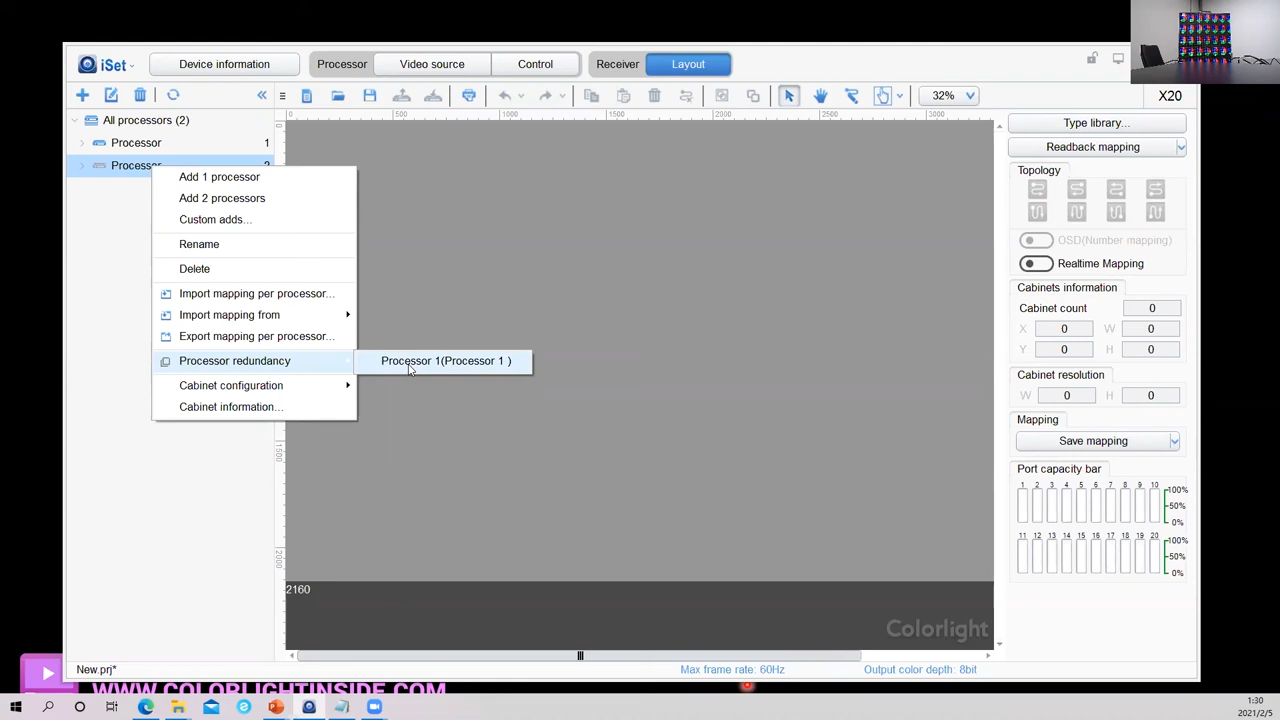 iSet
Device information
Processor
Video source
Control
Receiver
Layout
32%
X20
All processors (2)
Processor 1
Processor
Add 1 processor
Add 2 processors
Custom adds...
Rename
Delete
Import mapping per processor...
Import mapping from
Export mapping per processor...
Processor redundancy
Cabinet configuration
Cabinet information...
Processor 1(Processor 1 )
0 500 1000 1500 2000 2500 3000
0
1500
2000
2160
Colorlight
Type library...
Readback mapping
Topology
OSD(Number mapping)
Realtime Mapping
Cabinets information
Cabinet count 0
X 0 W 0
Y 0 H 0
Cabinet resolution
W 0 H 0
Mapping
Save mapping
Port capacity bar
1 2 3 4 5 6 7 8 9 10
100%
50%
0%
11 12 13 14 15 16 17 18 19 20
100%
50%
0%
New.prj*
Max frame rate: 60Hz
Output color depth: 8bit
WWW.COLORLIGHTINSIDE.COM
1:30
2021/2/5